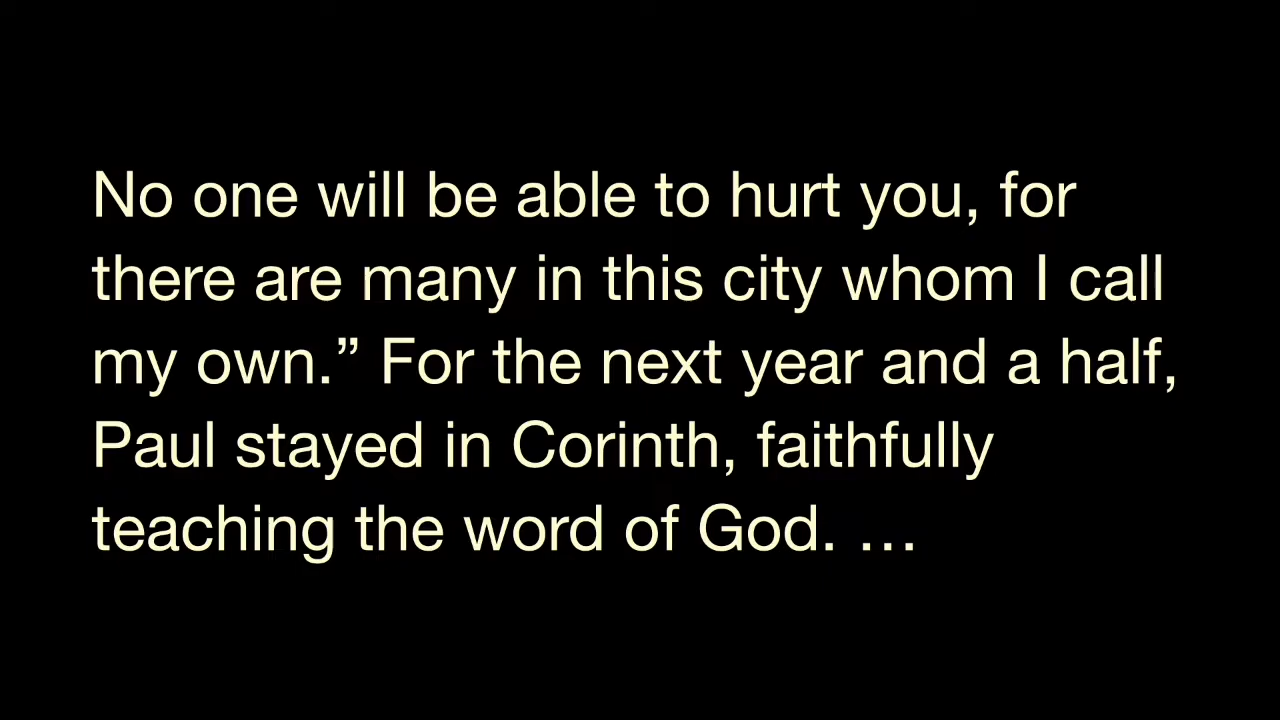 No one will be able to hurt you, for
there are many in this city whom I call
my own.” For the next year and a half,
Paul stayed in Corinth, faithfully
teaching the word of God. …